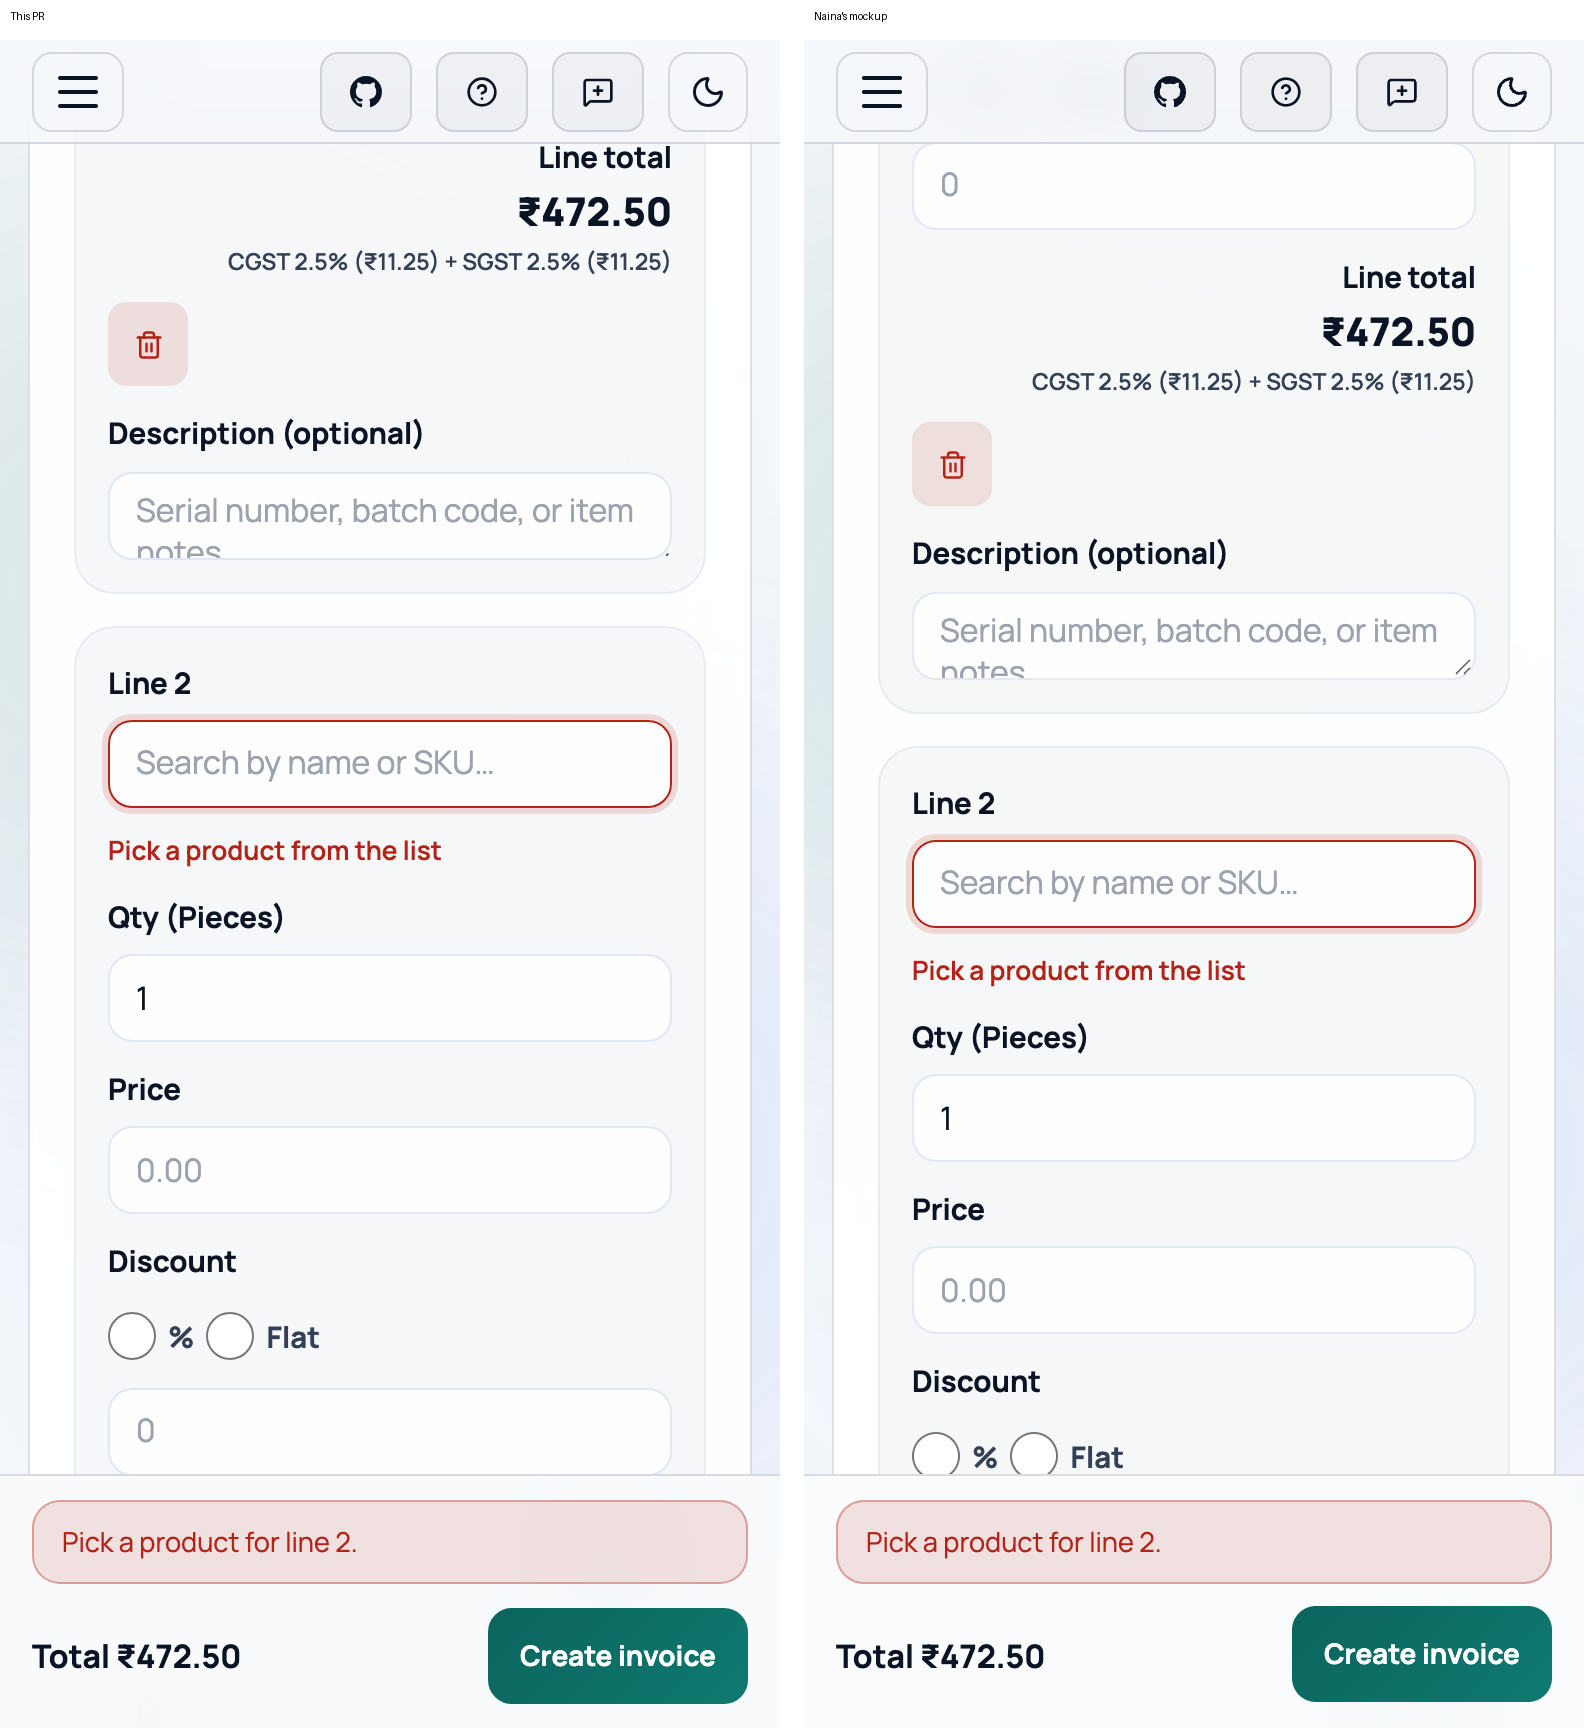 This PR
Line total
₹472.50
CGST 2.5% (₹11.25) + SGST 2.5% (₹11.25)
Description (optional)
Serial number, batch code, or item
notes
Line 2
Search by name or SKU...
Pick a product from the list
Qty (Pieces)
1
Price
0.00
Discount
% Flat
0
Pick a product for line 2.
Total ₹472.50
Create invoice
Naina's mockup
0
Line total
₹472.50
CGST 2.5% (₹11.25) + SGST 2.5% (₹11.25)
Description (optional)
Serial number, batch code, or item
notes
Line 2
Search by name or SKU...
Pick a product from the list
Qty (Pieces)
1
Price
0.00
Discount
% Flat
Pick a product for line 2.
Total ₹472.50
Create invoice